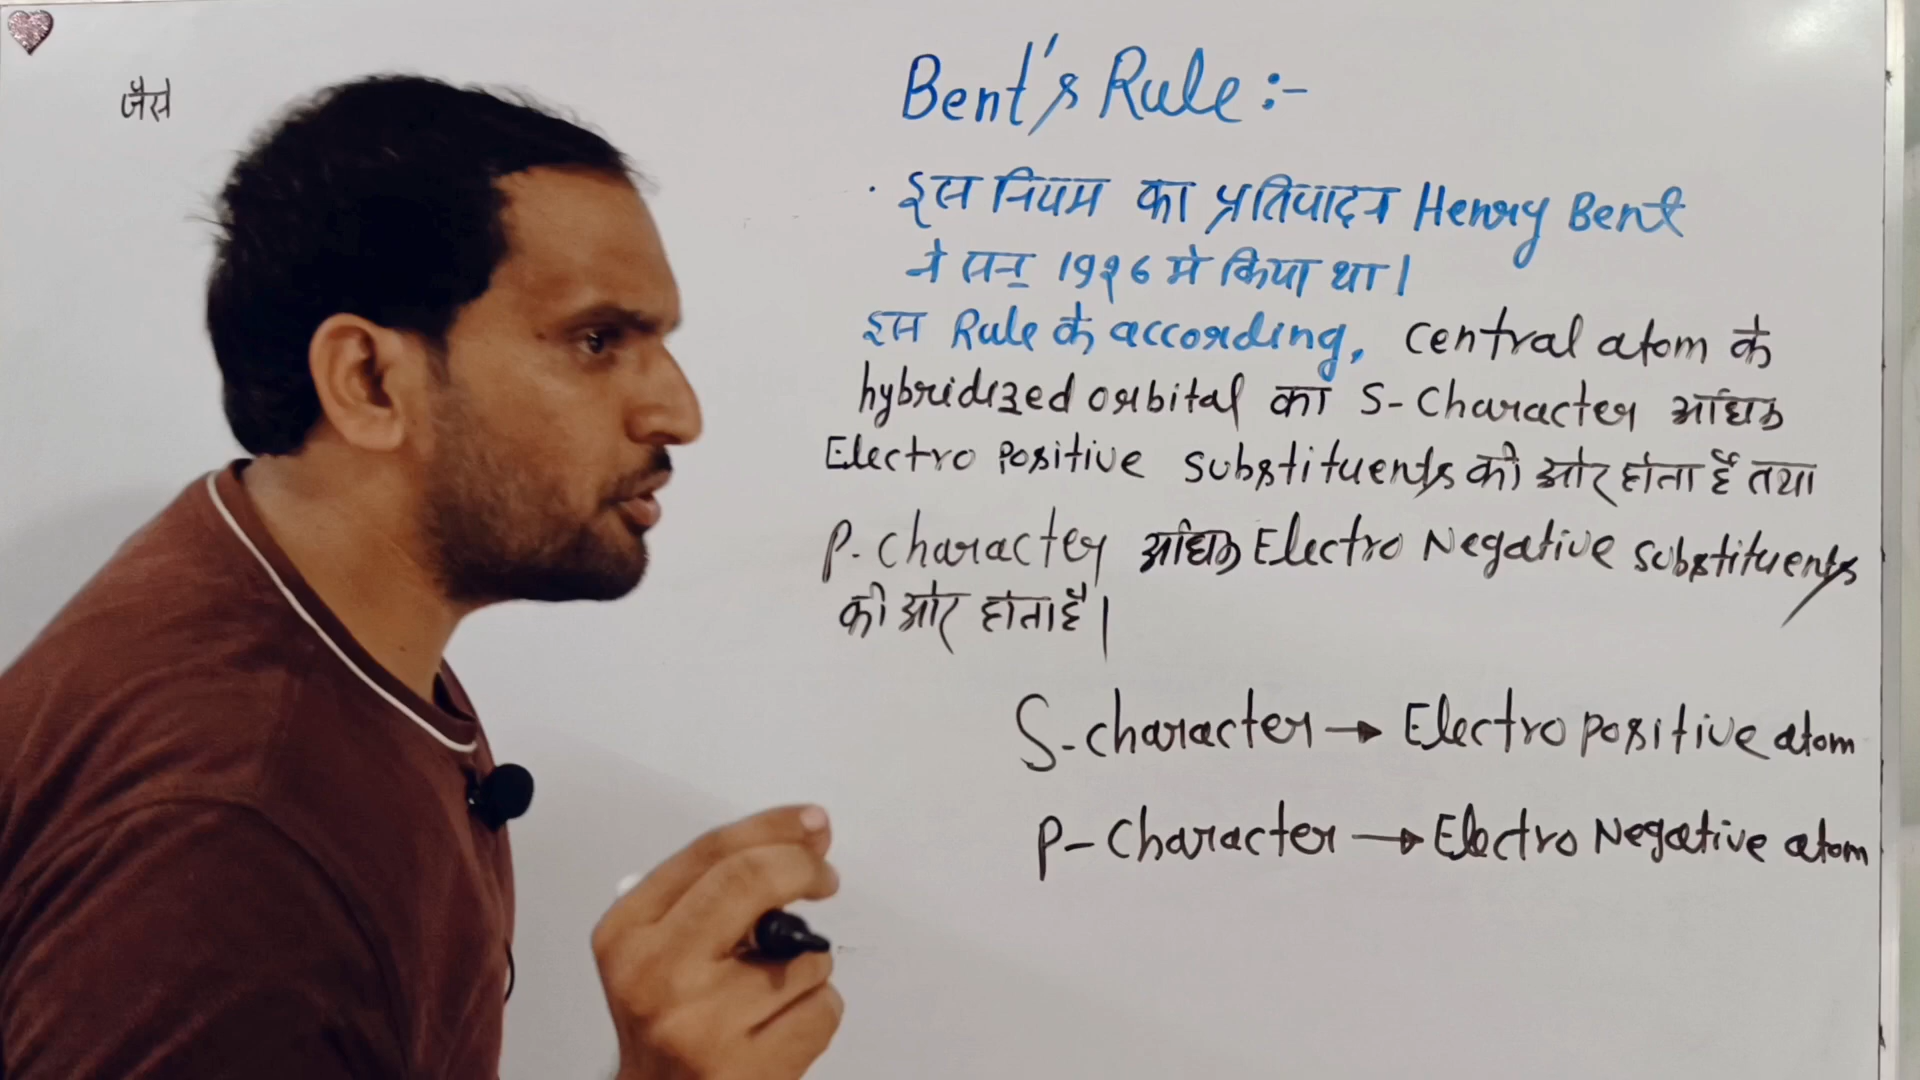 जैसे
Bent's Rule :-
· इस नियम का प्रतिपादन Henry Bent
ने सन् 1926 मे किया था।
इस Rule के according, central atom के
hybridized orbital का S-Character अधिक
Electro Positive substituents की ओर होता है तथा
P-character अधिक Electro Negative substituents
की ओर होता है।
S-character → Electro positive atom
P-Character → Electro Negative atom